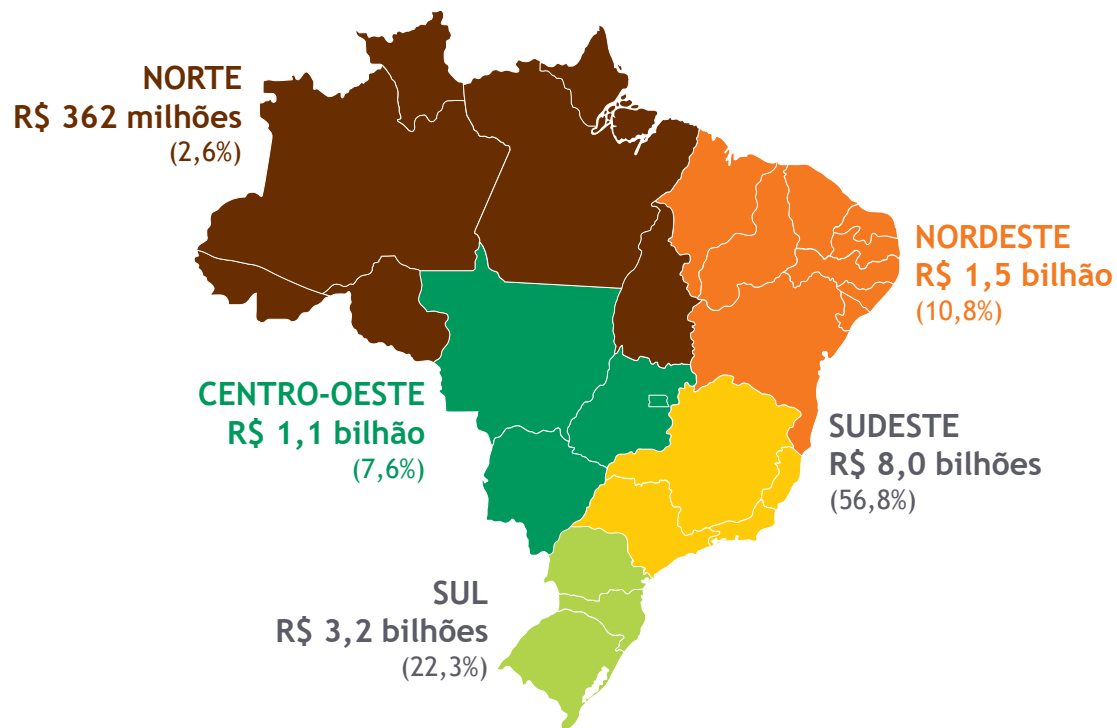 NORTE
R$ 362 milhões
(2,6%)
NORDESTE
R$ 1,5 bilhão
(10,8%)
CENTRO-OESTE
R$ 1,1 bilhão
(7,6%)
SUDESTE
R$ 8,0 bilhões
(56,8%)
SUL
R$ 3,2 bilhões
(22,3%)